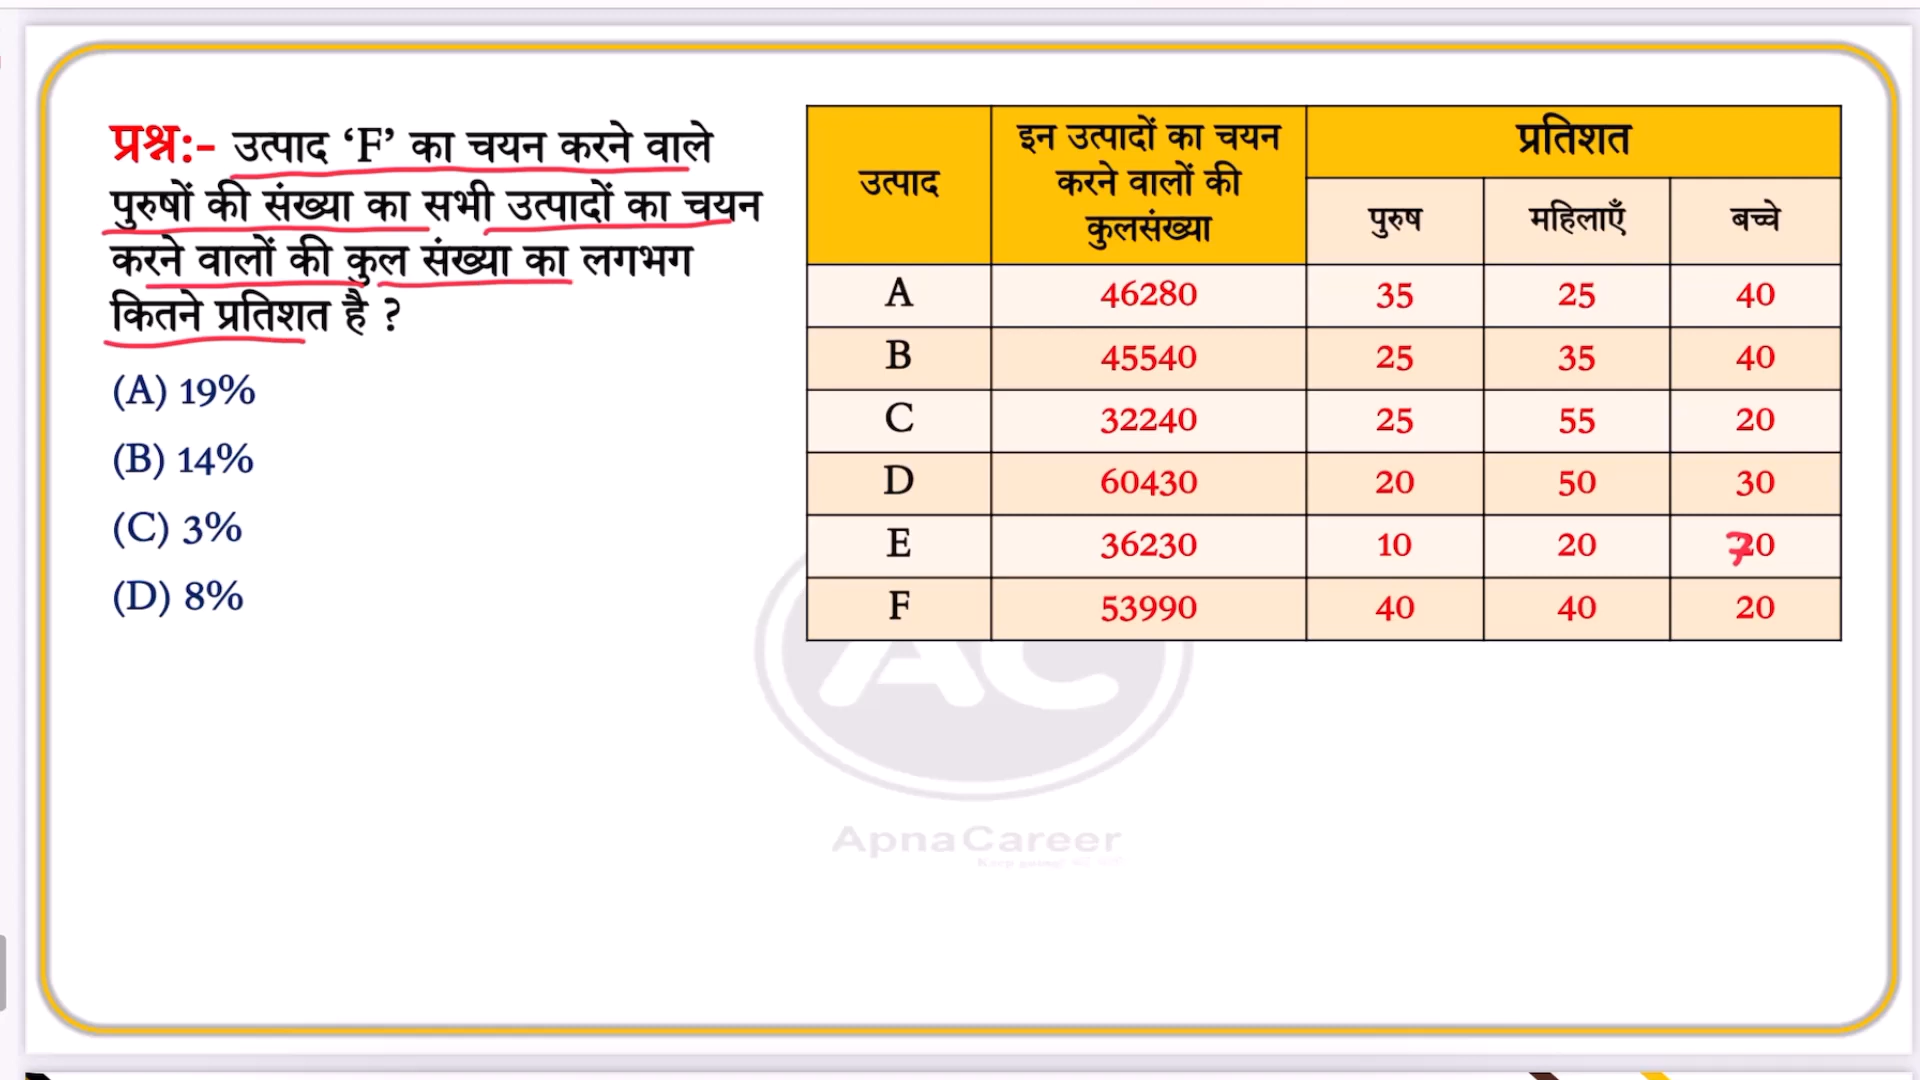 प्रश्न:- उत्पाद ‘F’ का चयन करने वाले
पुरुषों की संख्या का सभी उत्पादों का चयन
करने वालों की कुल संख्या का लगभग
कितने प्रतिशत है ?
(A) 19%
(B) 14%
(C) 3%
(D) 8%
उत्पाद इन उत्पादों का चयन करने वालों की कुलसंख्या प्रतिशत
पुरुष महिलाएँ बच्चे
A 46280 35 25 40
B 45540 25 35 40
C 32240 25 55 20
D 60430 20 50 30
E 36230 10 20 70
F 53990 40 40 20
AC
ApnaCareer